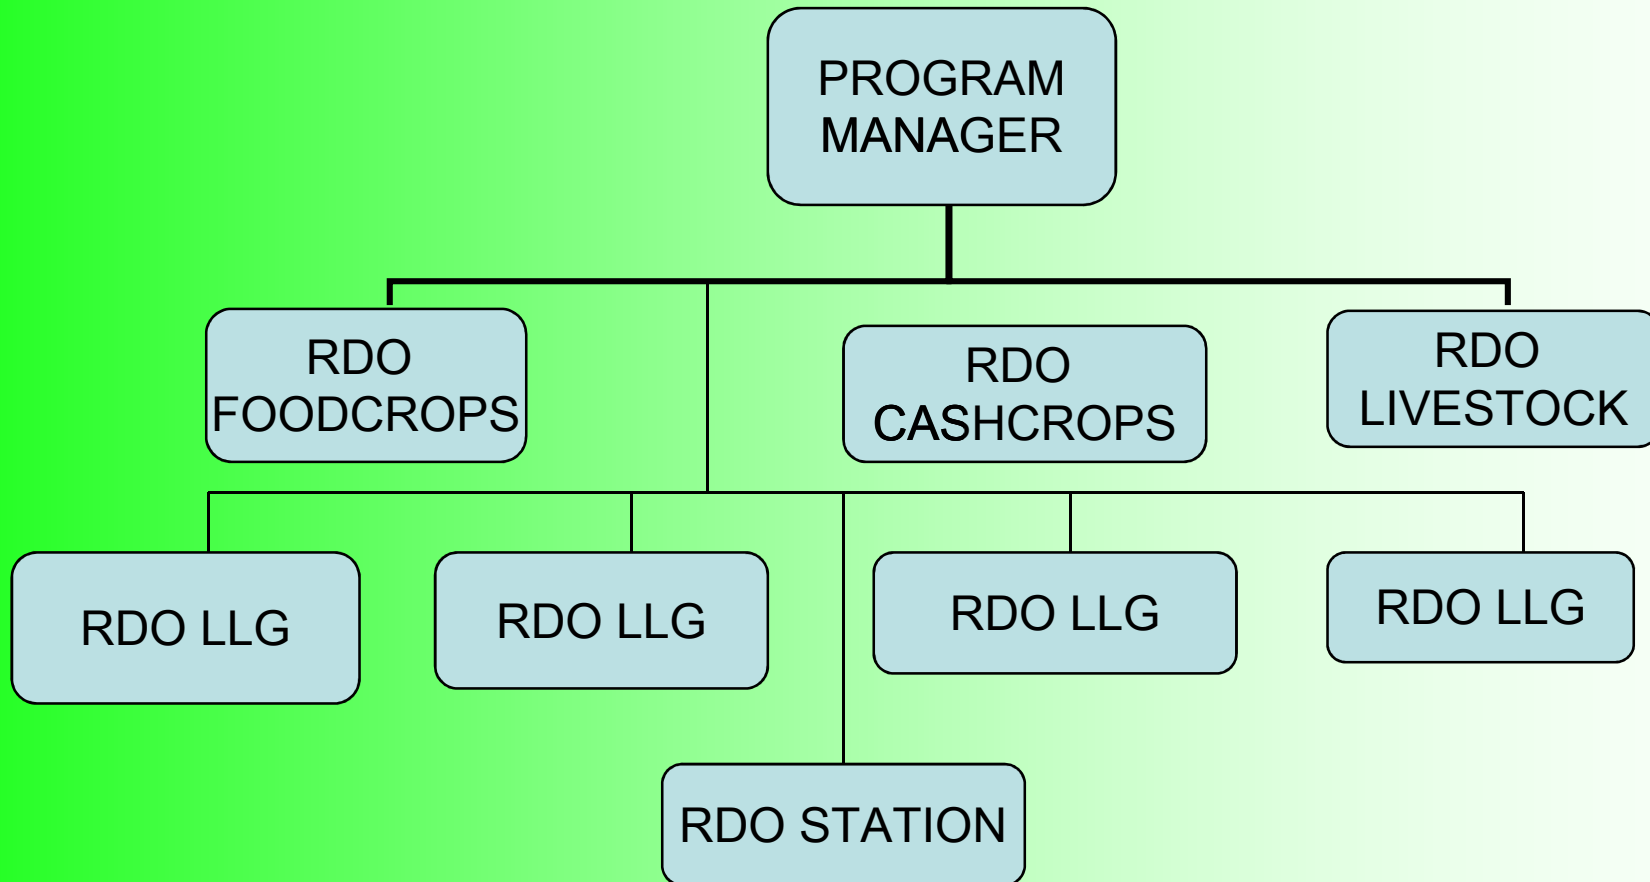 PROGRAM
MANAGER
RDO
FOODCROPS
RDO
CASHCROPS
RDO
LIVESTOCK
RDO LLG
RDO LLG
RDO LLG
RDO LLG
RDO STATION